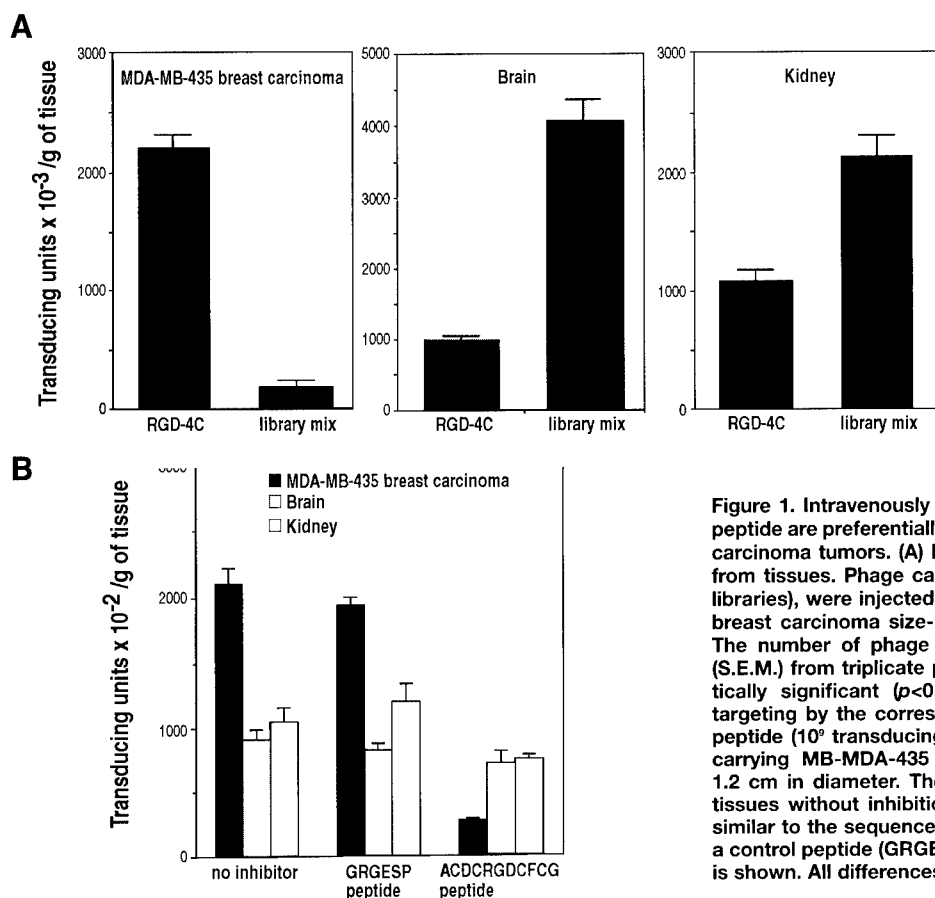 A
Transducing units x 10-3/g of tissue
3000
2000
1000
0
MDA-MB-435 breast carcinoma
RGD-4C library mix
5000
4000
3000
2000
1000
0
Brain
RGD-4C library mix
3000
2000
1000
0
Kidney
RGD-4C library mix
B
Transducing units x 10-2/g of tissue
2000
1000
0
MDA-MB-435 breast carcinoma
Brain
Kidney
no inhibitor GRGESP ACDCRGDCFCG
peptide peptide
Figure 1. Intravenously
peptide are preferentiall
carcinoma tumors. (A)
from tissues. Phage ca
libraries), were injected
breast carcinoma size-
The number of phage
(S.E.M.) from triplicate p
tically significant (p<0
targeting by the corres
peptide (10⁹ transducing
carrying MB-MDA-435
1.2 cm in diameter. The
tissues without inhibitio
similar to the sequence
a control peptide (GRGE
is shown. All differences